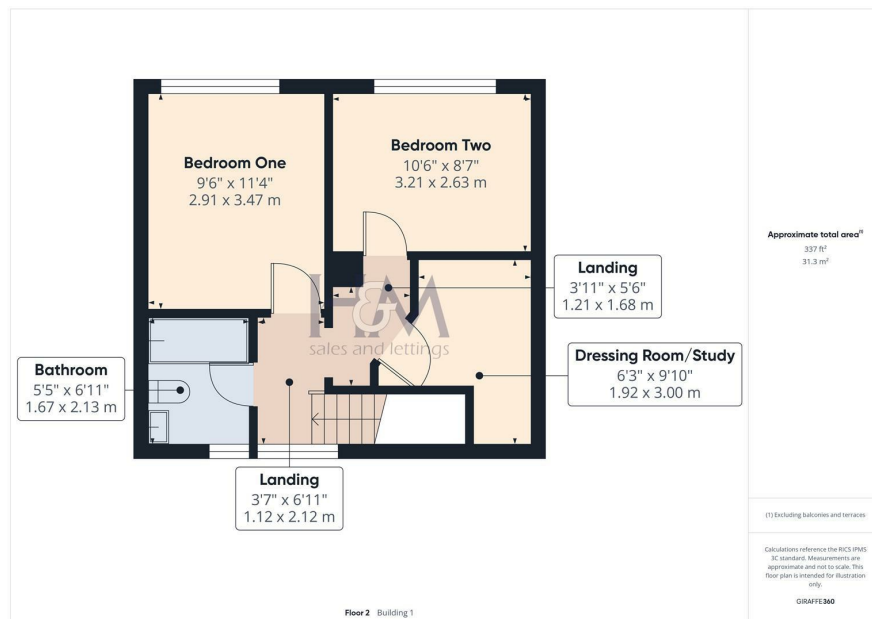 Bedroom One
9'6" x 11'4"
2.91 x 3.47 m
Bedroom Two
10'6" x 8'7"
3.21 x 2.63 m
Landing
3'11" x 5'6"
1.21 x 1.68 m
H&M
sales and lettings
Dressing Room/Study
6'3" x 9'10"
1.92 x 3.00 m
Bathroom
5'5" x 6'11"
1.67 x 2.13 m
Landing
3'7" x 6'11"
1.12 x 2.12 m
Floor 2 Building 1
Approximate total area(1)
337 ft²
31.3 m²
(1) Excluding balconies and terraces
Calculations reference the RICS IPMS
3C standard. Measurements are
approximate and not to scale. This
floor plan is intended for illustration
only.
GIRAFFE360